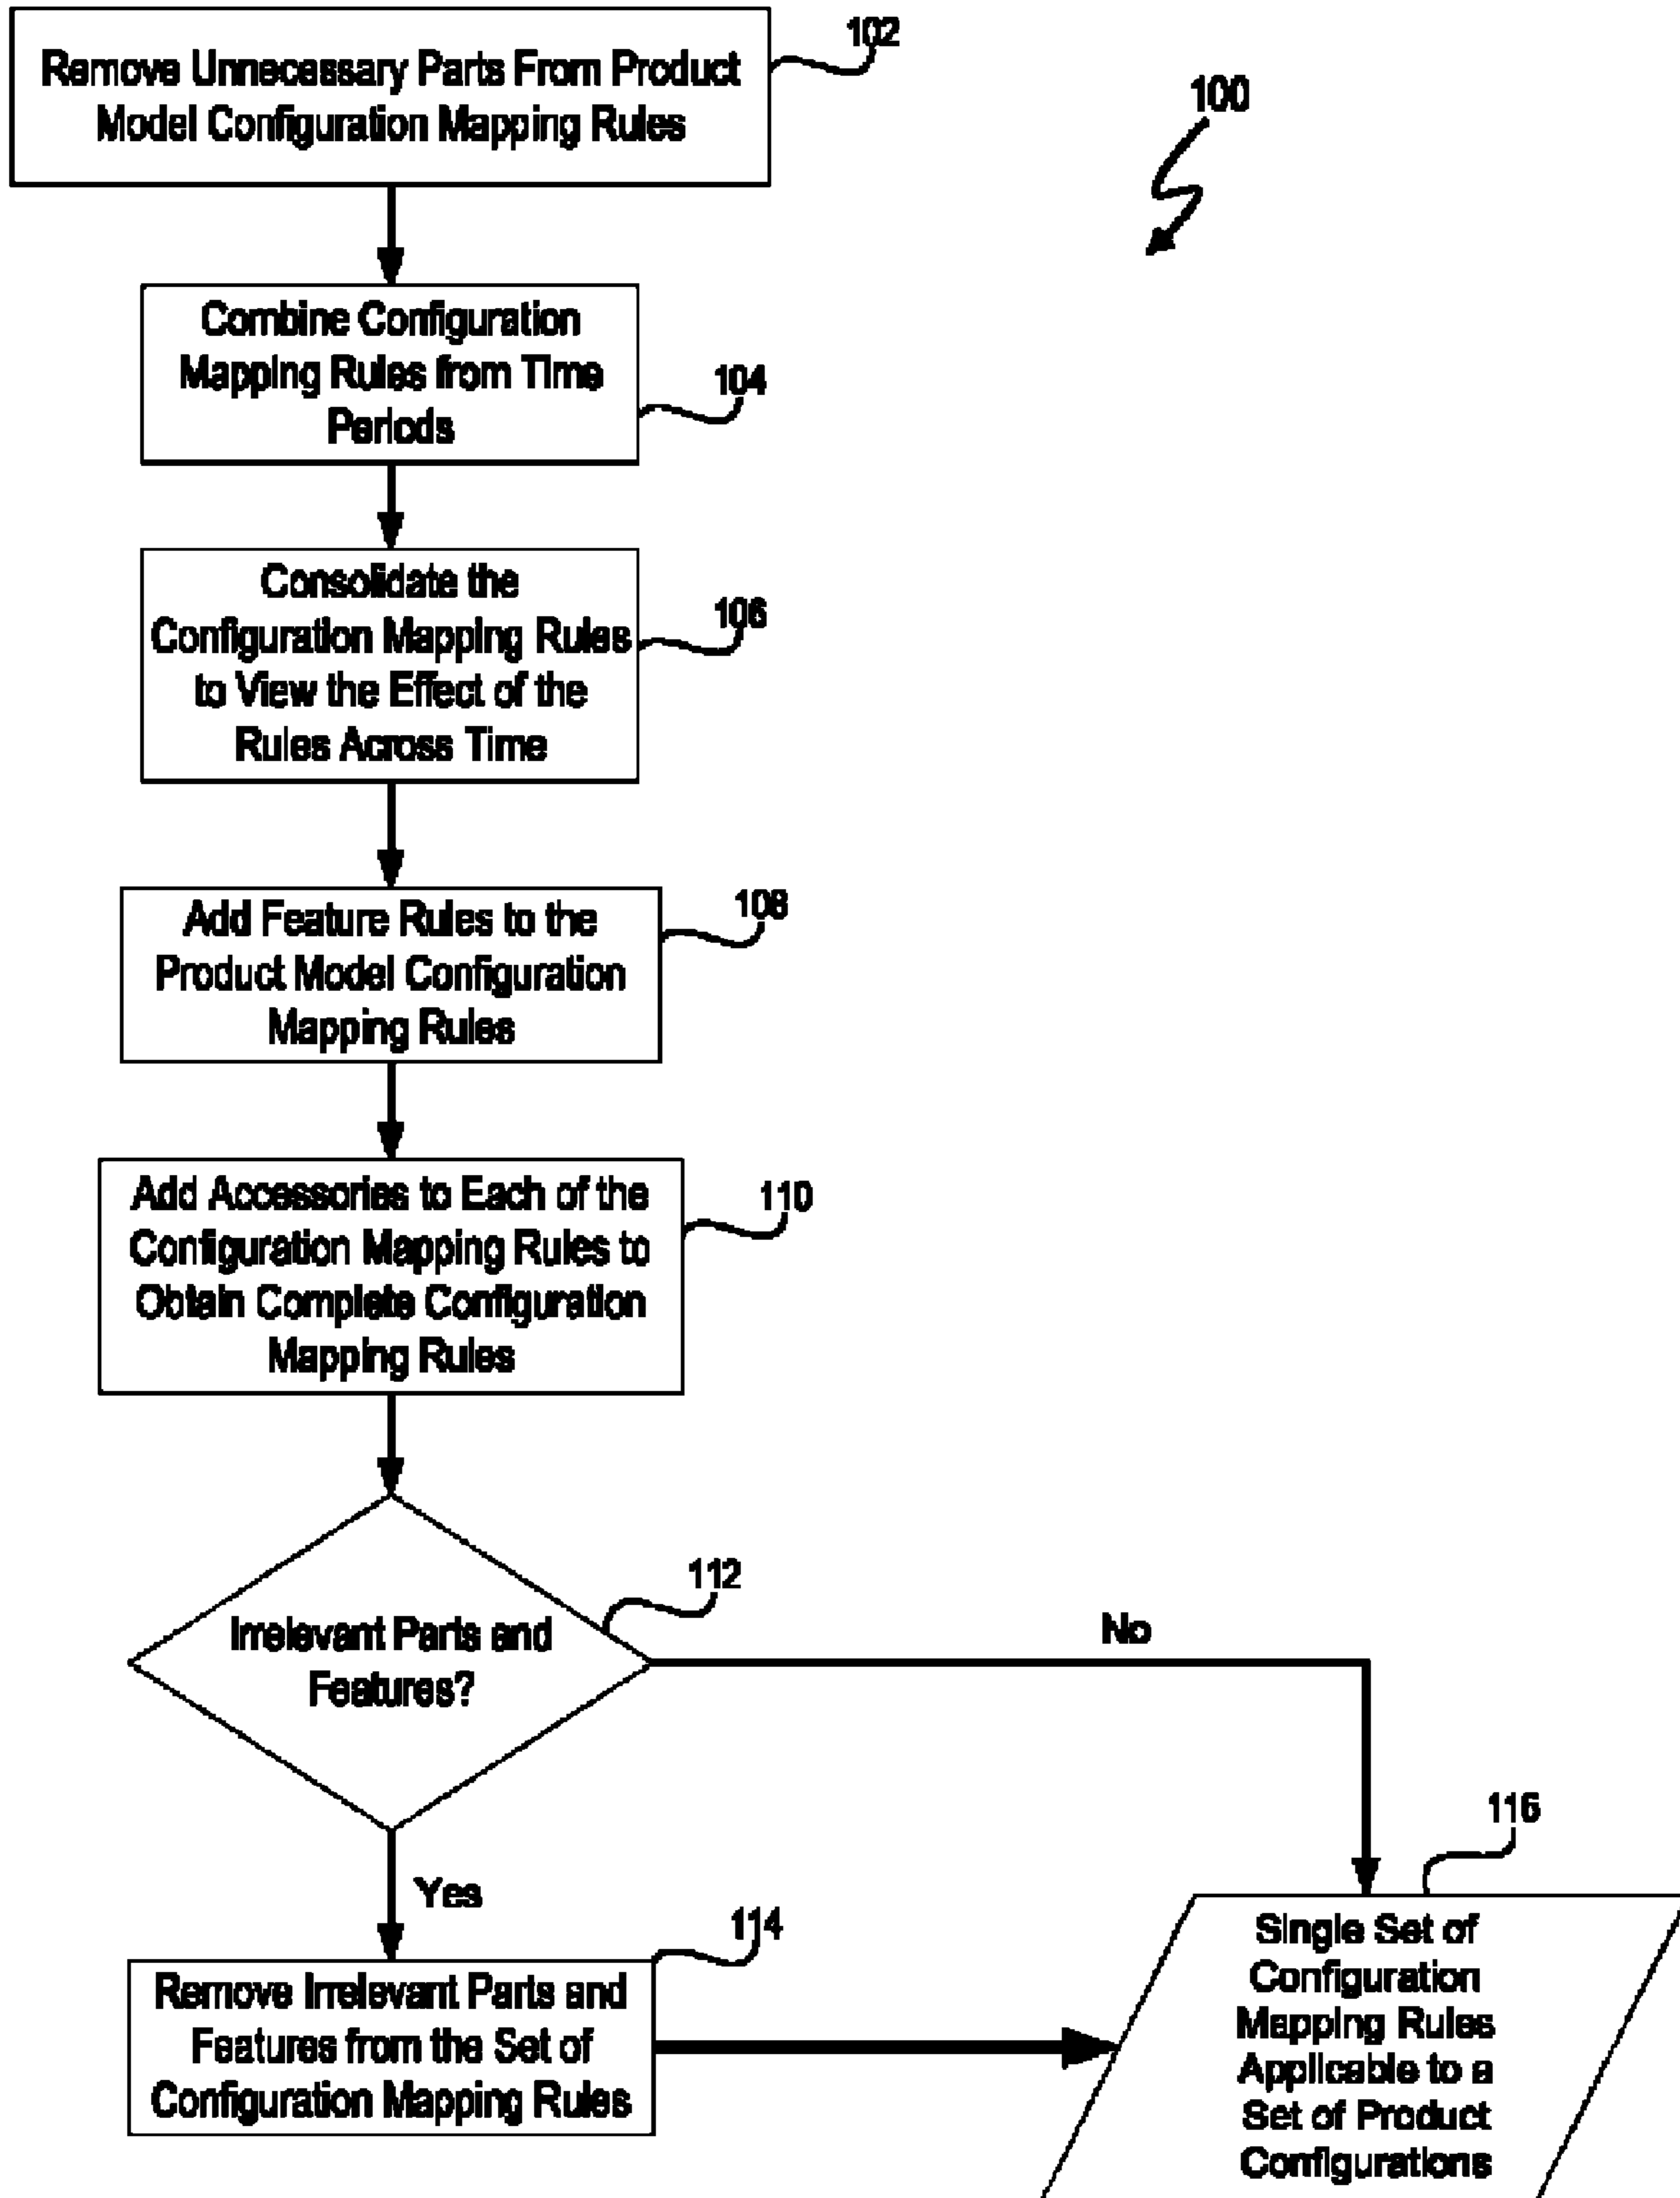 102
Remove Unnecessary Parts From Product
Model Configuration Mapping Rules
100
Combine Configuration
Mapping Rules from Time
Periods
104
Consolidate the
Configuration Mapping Rules
to View the Effect of the
Rules Across Time
106
Add Feature Rules to the
Product Model Configuration
Mapping Rules
108
Add Accessories to Each of the
Configuration Mapping Rules to
Obtain Complete Configuration
Mapping Rules
110
112
Irrelevant Parts and
Features?
No
Yes
114
Remove Irrelevant Parts and
Features from the Set of
Configuration Mapping Rules
116
Single Set of
Configuration
Mapping Rules
Applicable to a
Set of Product
Configurations